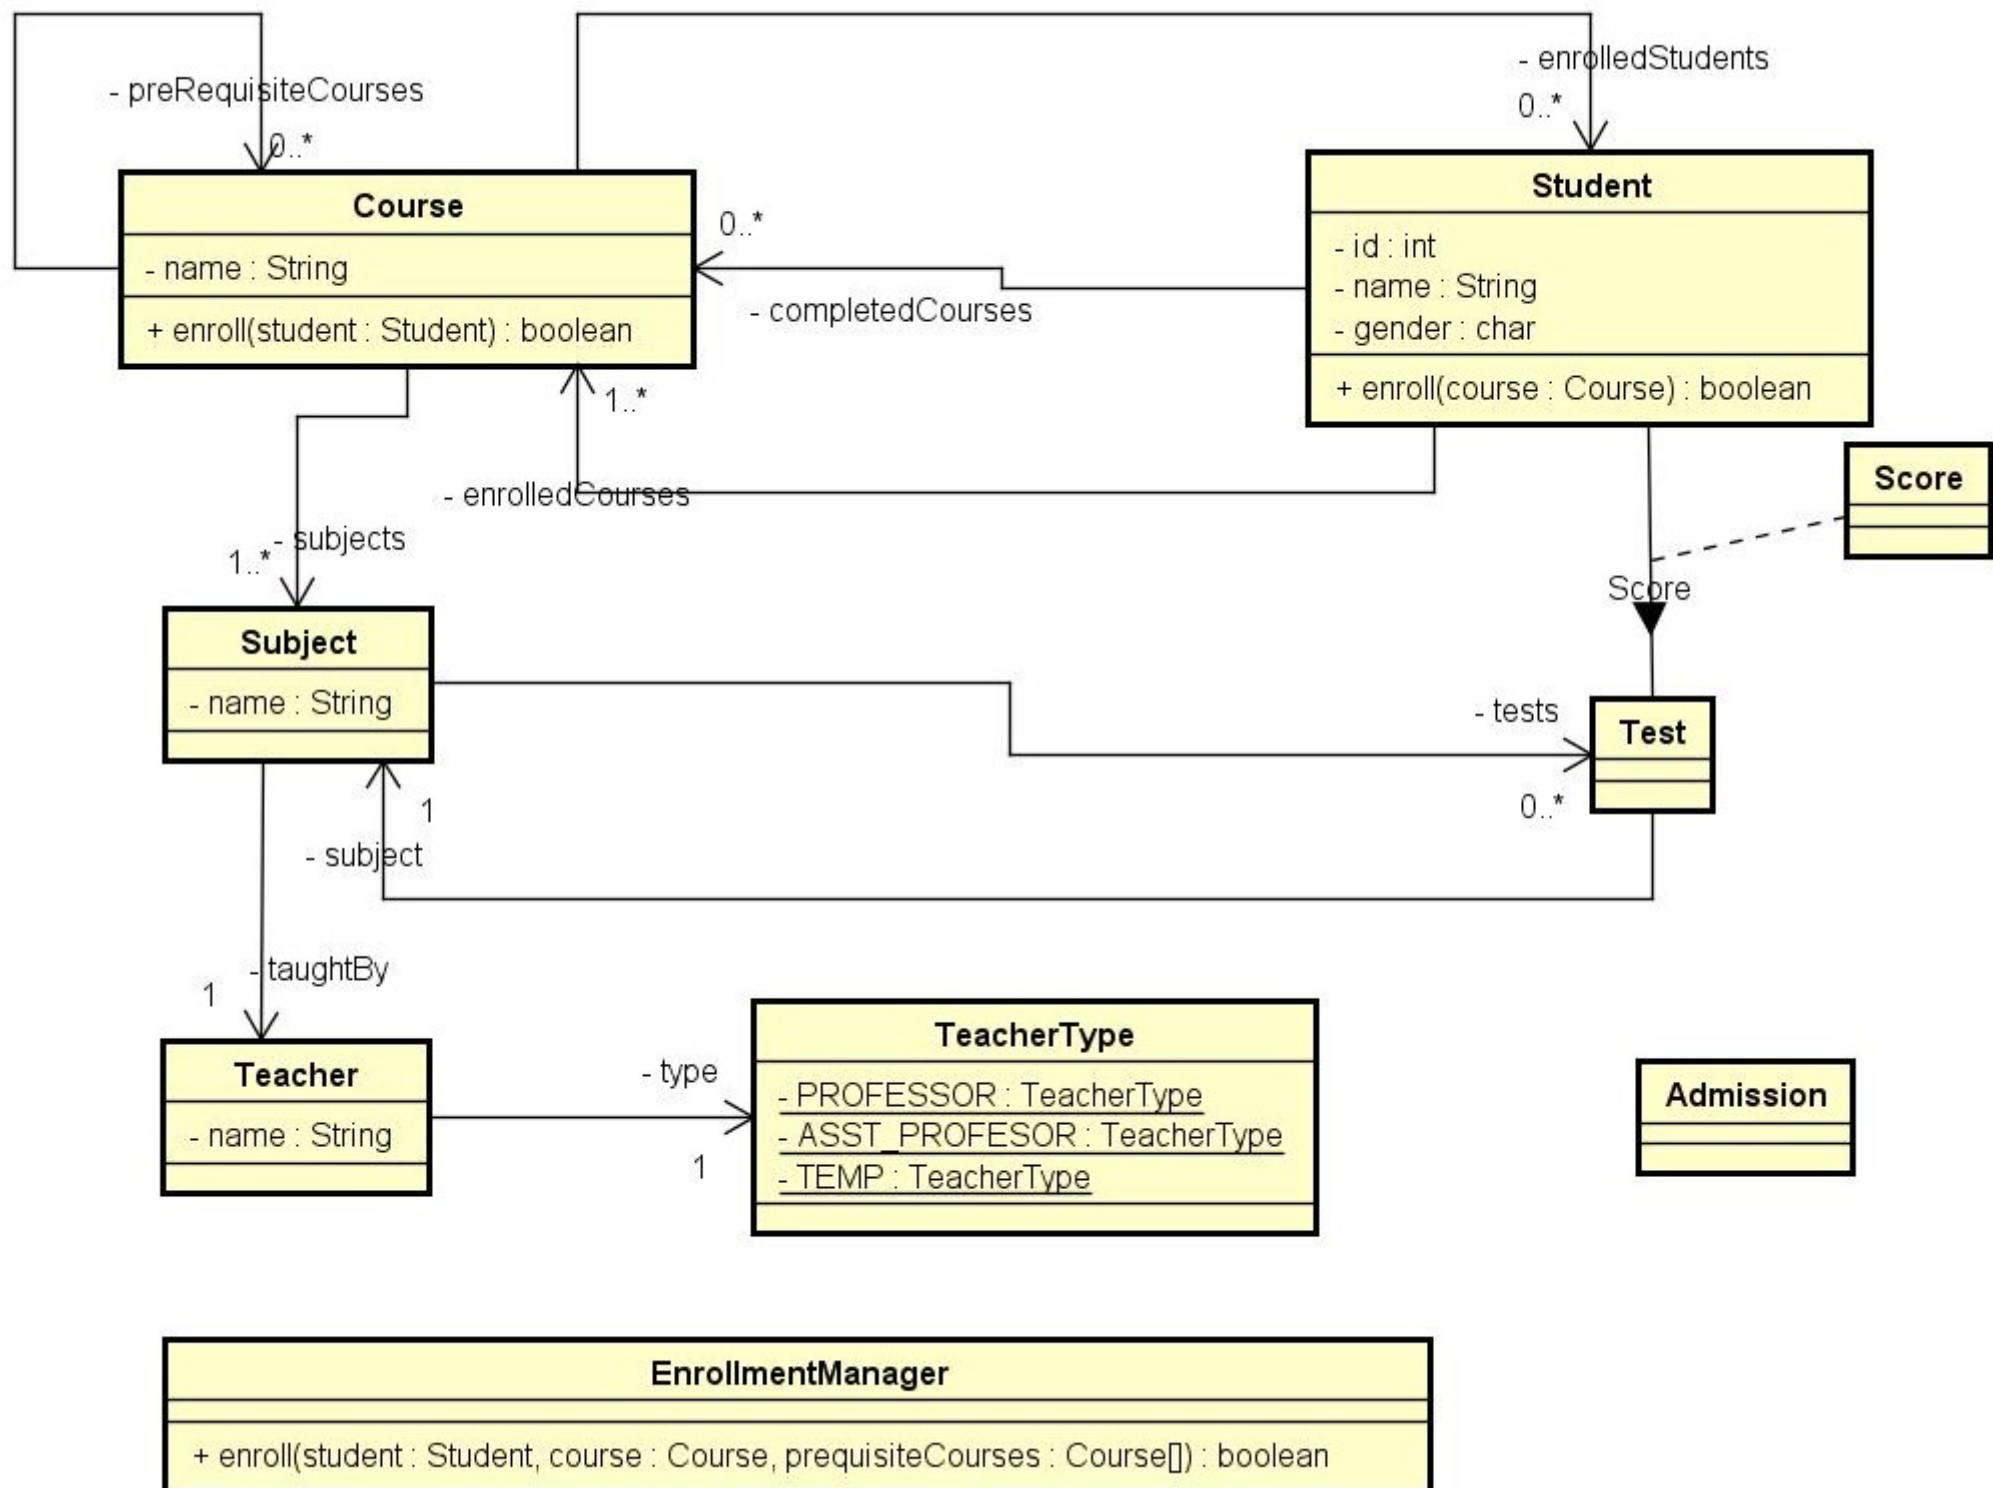 - enrolledStudents
- preRequisiteCourses
0..*
0..*
Course
- name : String
+ enroll(student : Student) : boolean
Student
- id : int
- name : String
- gender : char
+ enroll(course : Course) : boolean
0..*
- completedCourses
1..*
- enrolledCourses
Score
- subjects
1..*
Score
Subject
- name : String
- tests
0..*
Test
1
- subject
- taughtBy
1
Teacher
- name : String
- type
1
TeacherType
- PROFESSOR : TeacherType
- ASST_PROFESOR : TeacherType
- TEMP : TeacherType
Admission
EnrollmentManager
+ enroll(student : Student, course : Course, prequisiteCourses : Course[]) : boolean